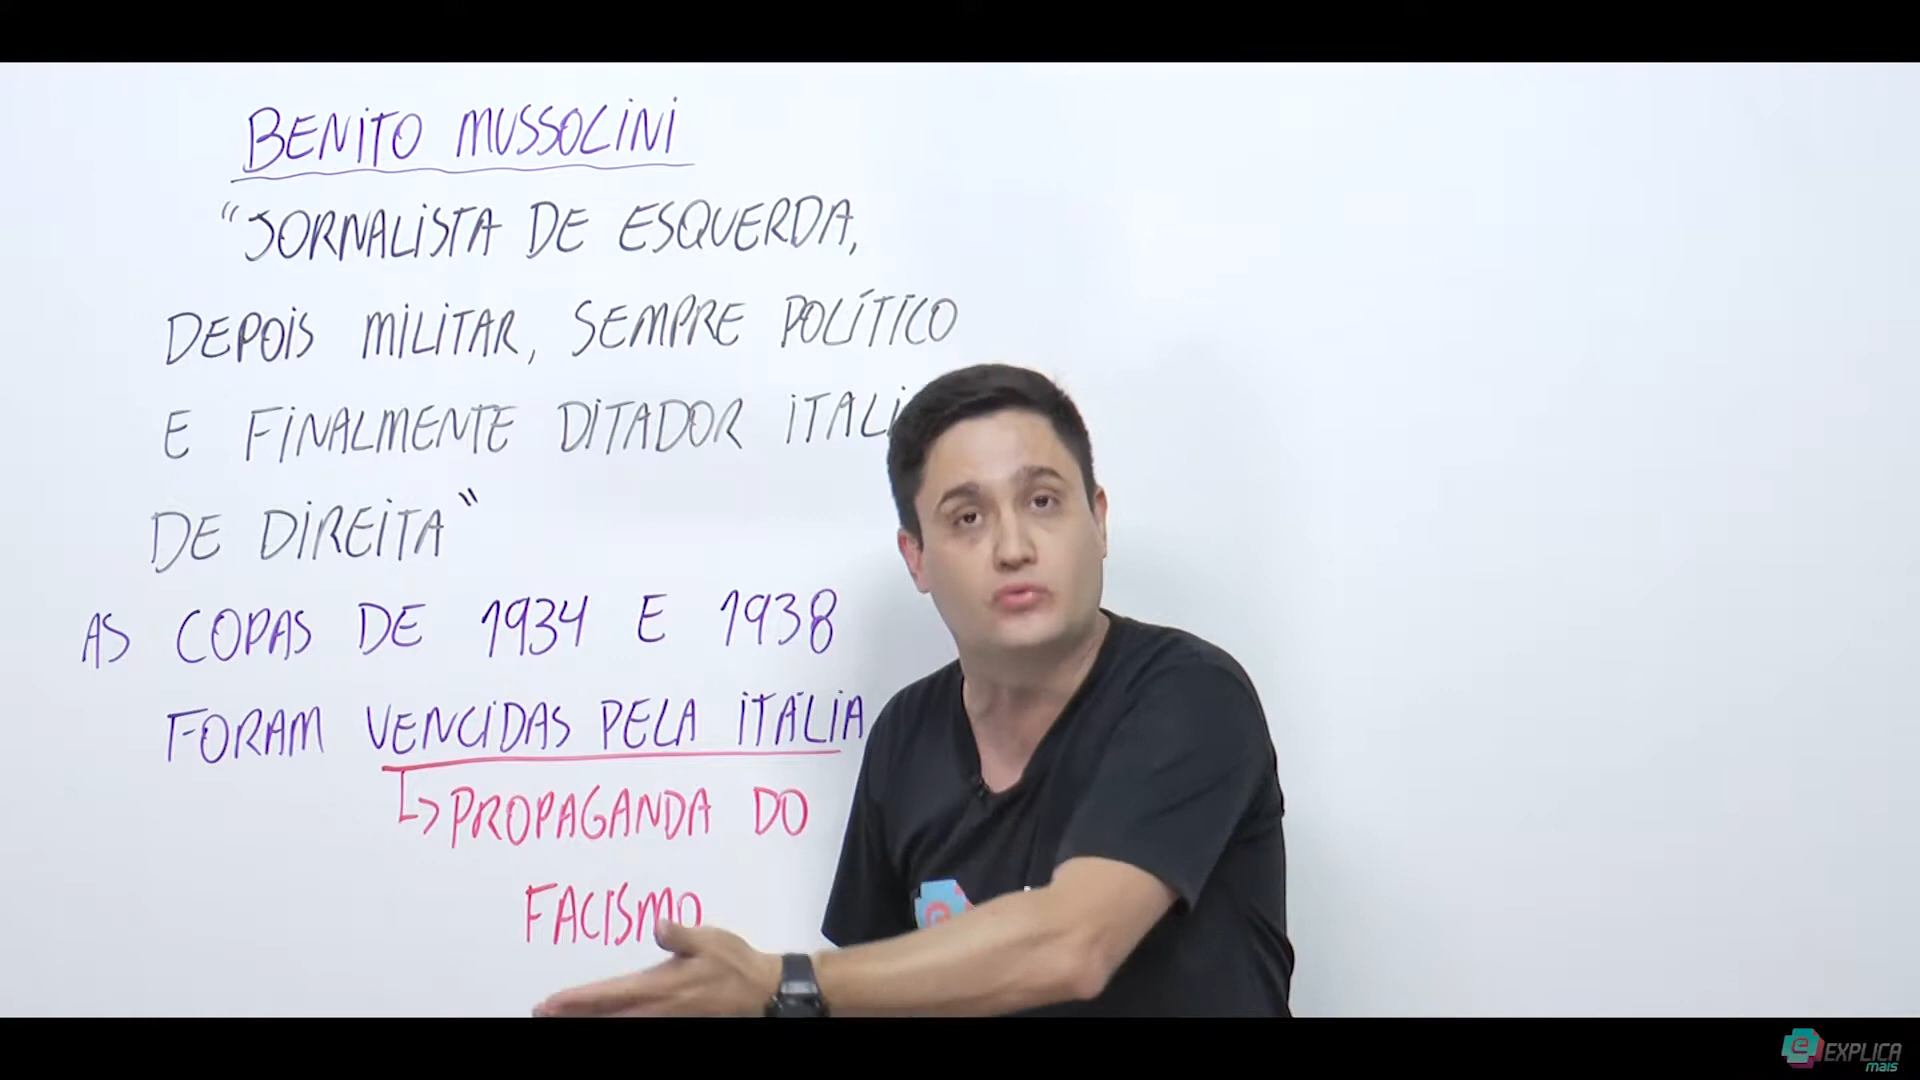 BENITO MUSSOLINI
"JORNALISTA DE ESQUERDA,
DEPOIS MILITAR, SEMPRE POLÍTICO
E FINALMENTE DITADOR ITALI
DE DIREITA"
AS COPAS DE 1934 E 1938
FORAM VENCIDAS PELA ITÁLIA
↳ PROPAGANDA DO
FACISMO
e EXPLICA
mais